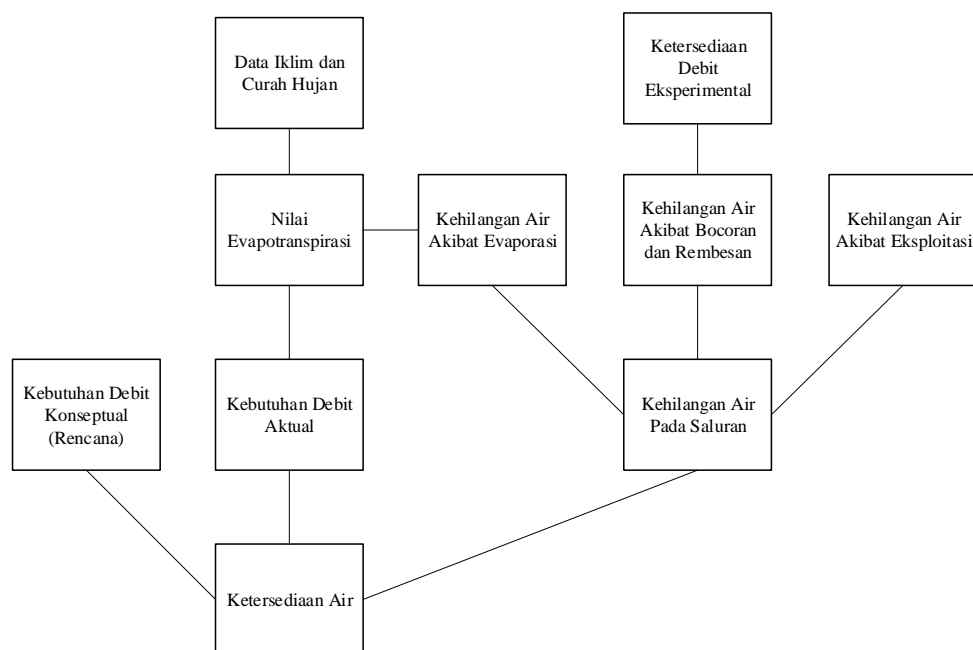 Data Iklim dan
Curah Hujan
Ketersediaan
Debit
Eksperimental
Nilai
Evapotranspirasi
Kehilangan Air
Akibat Evaporasi
Kehilangan Air
Akibat Bocoran
dan Rembesan
Kehilangan Air
Akibat Eksploitasi
Kebutuhan Debit
Konseptual
(Rencana)
Kebutuhan Debit
Aktual
Kehilangan Air
Pada Saluran
Ketersediaan Air